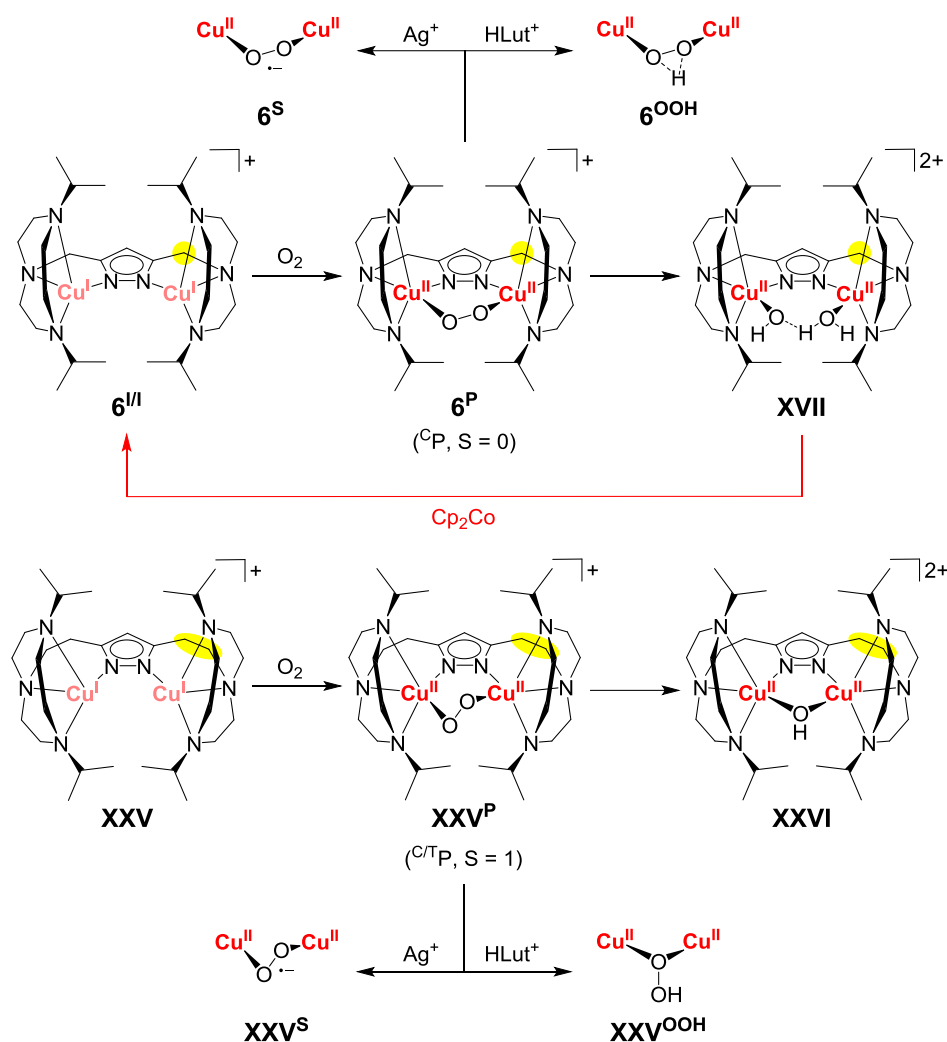 Cu^II Cu^II Ag⁺ HLut⁺ Cu^II Cu^II
O O •– O O H
6^S 6^OOH
+ + 2+
N N N N N N
N N N N O₂ N N N N N N N N
Cu^I Cu^I Cu^II Cu^II Cu^II Cu^II
O O O H H O H
N N N N N N
6^I/I 6^P XVII
(^CP, S = 0)
Cp₂Co
+ + 2+
N N N N N N
N N N N O₂ N N N N N N N N
Cu^I Cu^I Cu^II Cu^II Cu^II Cu^II
O O O H
N N N N N N
XXV XXV^P XXVI
(^C/TP, S = 1)
Cu^II Cu^II Ag⁺ HLut⁺ Cu^II Cu^II
O O •– O OH
XXV^S XXV^OOH